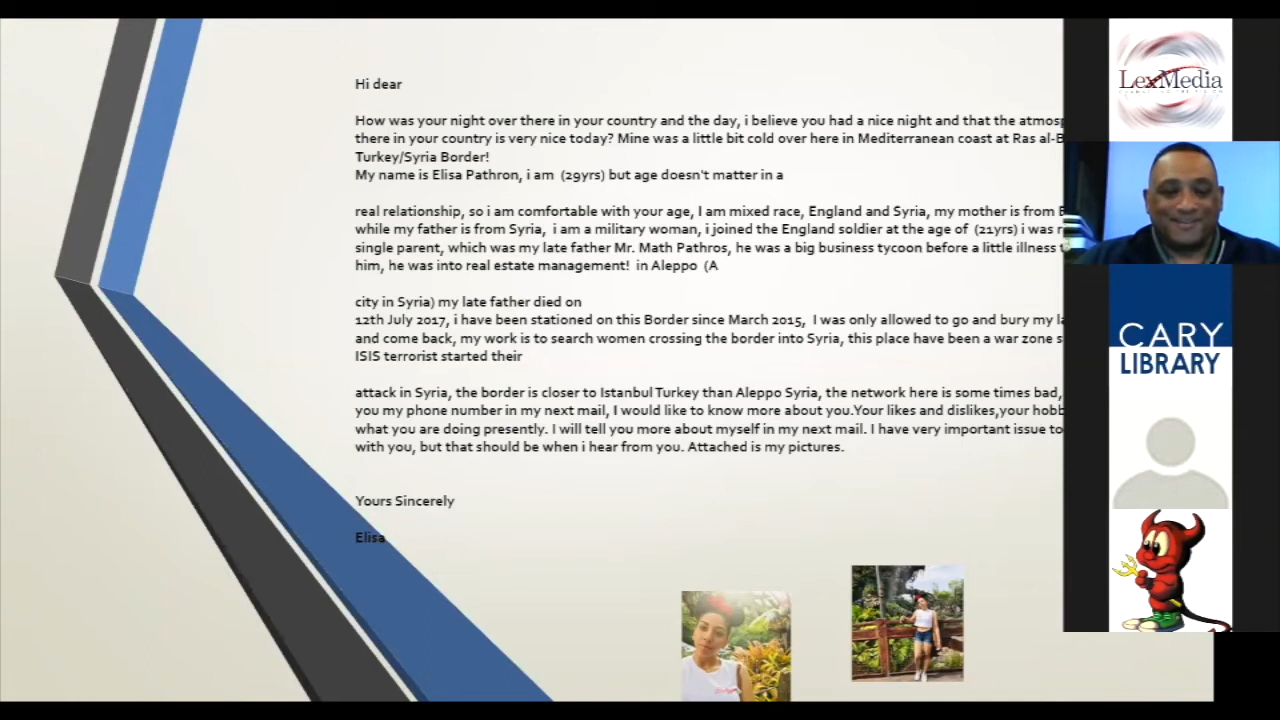 Hi dear
How was your night over there in your country and the day, i believe you had a nice night and that the atmosp
there in your country is very nice today? Mine was a little bit cold over here in Mediterranean coast at Ras al-B
Turkey/Syria Border!
My name is Elisa Pathron, i am (29yrs) but age doesn't matter in a
real relationship, so i am comfortable with your age, I am mixed race, England and Syria, my mother is from E
while my father is from Syria, i am a military woman, i joined the England soldier at the age of (21yrs) i was r
single parent, which was my late father Mr. Math Pathros, he was a big business tycoon before a little illness t
him, he was into real estate management! in Aleppo (A
city in Syria) my late father died on
12th July 2017, i have been stationed on this Border since March 2015, I was only allowed to go and bury my la
and come back, my work is to search women crossing the border into Syria, this place have been a war zone s
ISIS terrorist started their
attack in Syria, the border is closer to Istanbul Turkey than Aleppo Syria, the network here is some times bad,
you my phone number in my next mail, I would like to know more about you.Your likes and dislikes,your hobb
what you are doing presently. I will tell you more about myself in my next mail. I have very important issue to
with you, but that should be when i hear from you. Attached is my pictures.
Yours Sincerely
Elisa
LexMedia
CARY
LIBRARY